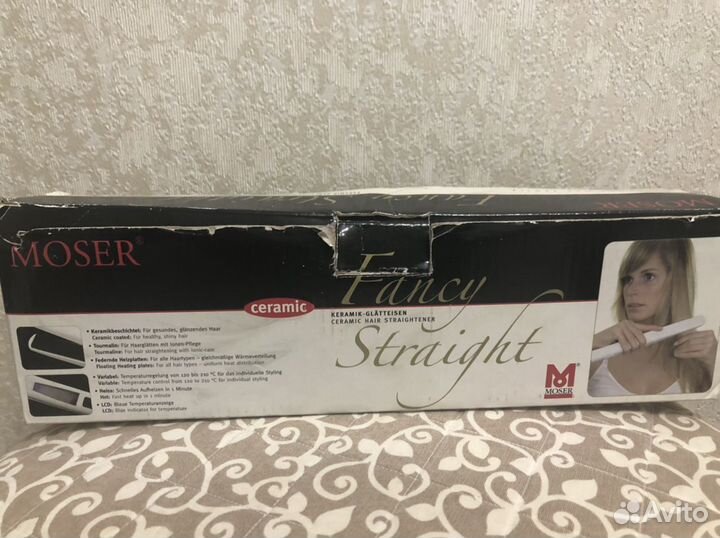 MOSER
MOSER®
ceramic
Fancy
KERAMIK-GLÄTTEISEN
CERAMIC HAIR STRAIGHTENER
Straight
• Keramikbeschichtet: Für gesundes, glänzendes Haar
Ceramic coated: For healthy, shiny hair
• Tourmalin: Für Haarglätten mit Ionen-Pflege
Tourmaline: For hair straightening with ionic-care
• Federnde Heizplatten: Für alle Haartypen – gleichmäßige Wärmeverteilung
Floating Heating plates: For all hair types – uniform heat distribution
• Variabel: Temperaturregelung von 120 bis 210 °C für das individuelle Styling
Variable: Temperature control from 120 to 210 °C for individual styling
• Heiss: Schnelles Aufheizen in 1 Minute
Hot: Fast heat up in 1 minute
• LCD: Blaue Temperaturanzeige
LCD: Blue indicator for temperature
MOSER
Avito